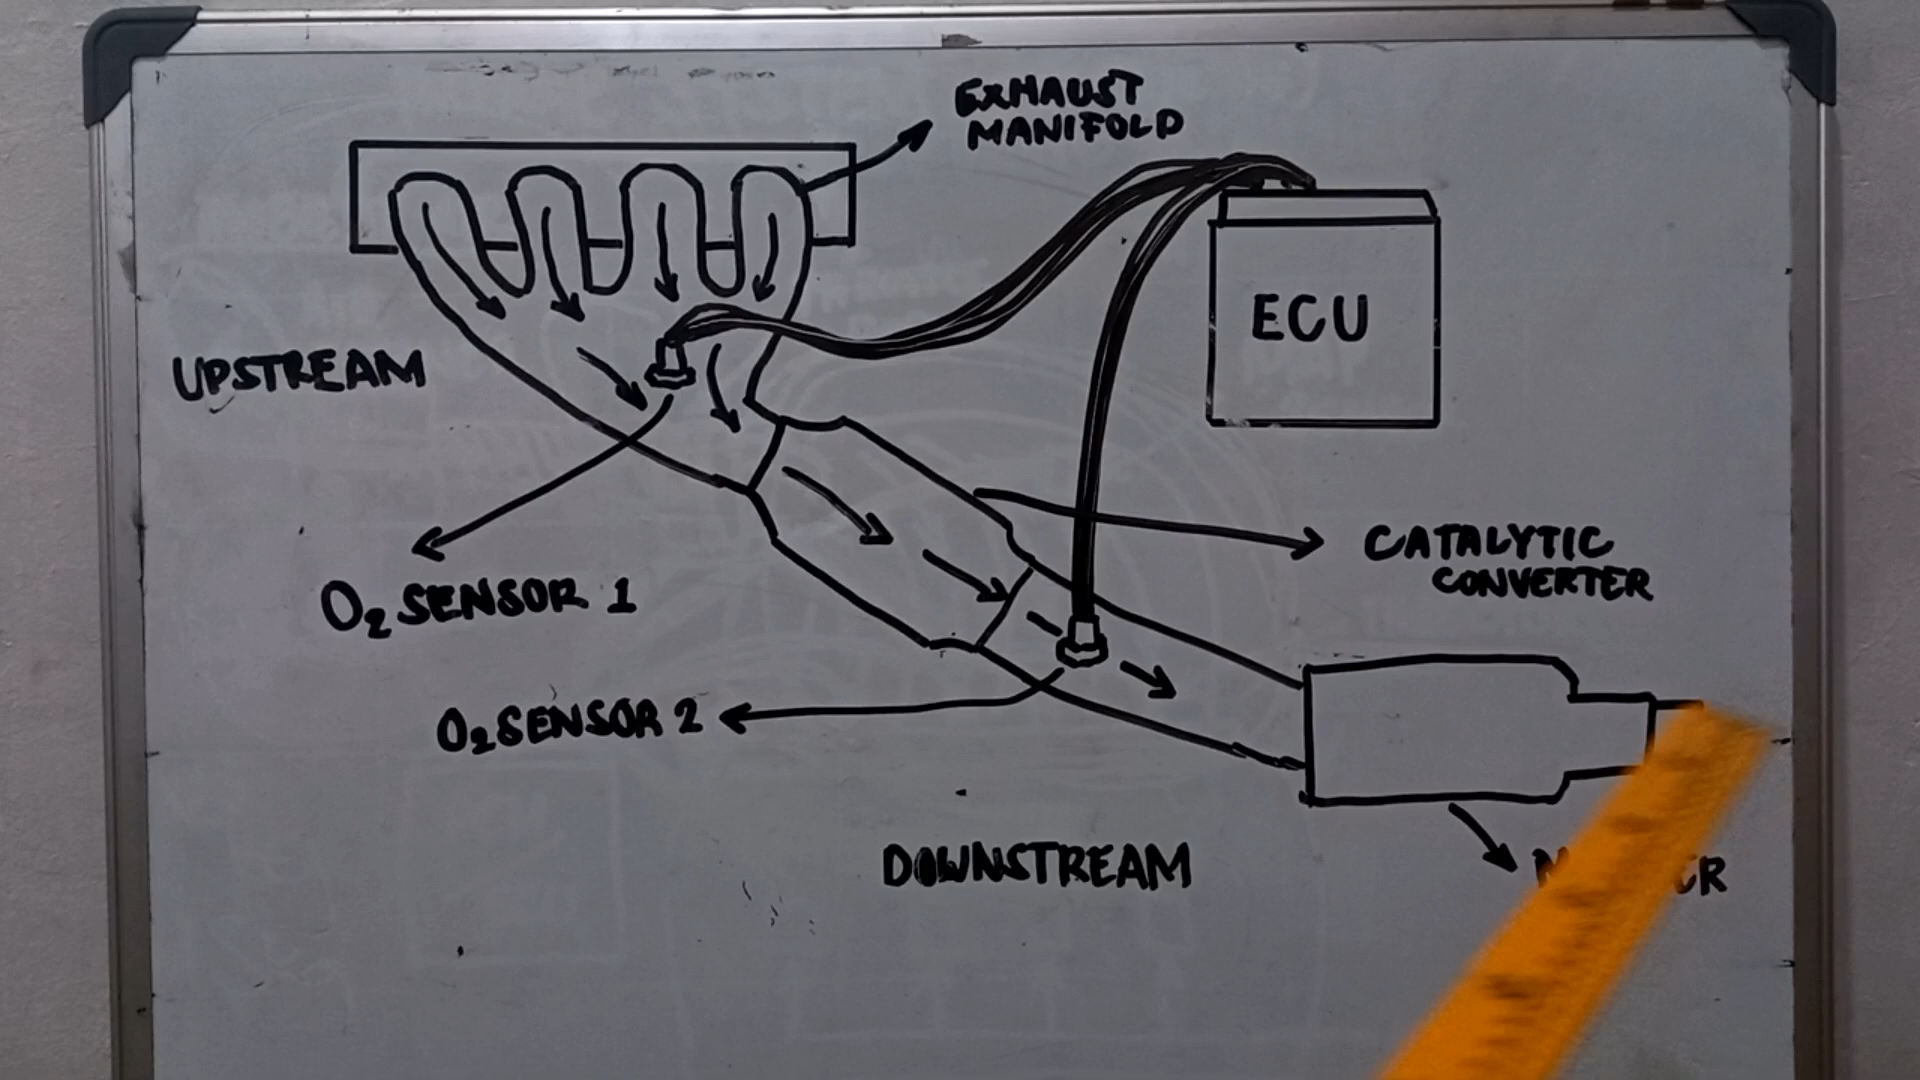 EXHAUST
MANIFOLD
ECU
UPSTREAM
CATALYTIC
CONVERTER
O₂ SENSOR 1
O₂ SENSOR 2
DOWNSTREAM